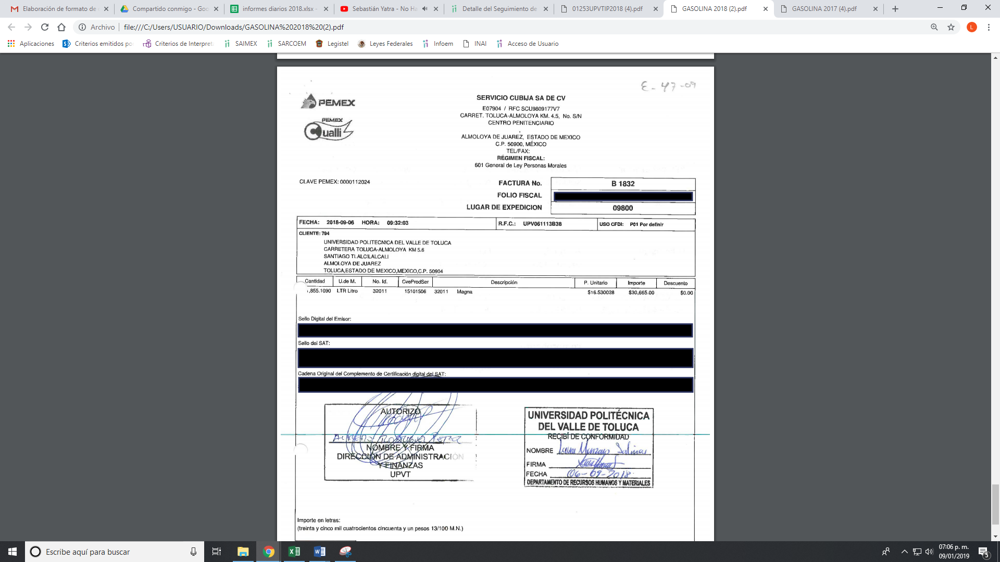 Elaboración de formato de
Compartido conmigo - Goo
informes diarios 2018.xlsx -
Sebastián Yatra - No Ha
Detalle del Seguimiento de
01253UPVTIP2018 (4).pdf
GASOLINA 2018 (2).pdf
GASOLINA 2017 (4).pdf
Archivo
file:///C:/Users/USUARIO/Downloads/GASOLINA%202018%20(2).pdf
L
Aplicaciones
Criterios emitidos po
Criterios de Interpreta
SAIMEX
SARCOEM
Legistel
Leyes Federales
Infoem
INAI
Acceso de Usuario
E-47-09
PEMEX
PEMEX
Cualli
SERVICIO CUBIJA SA DE CV
E07904 / RFC SCU9809177V7
CARRET. TOLUCA-ALMOLOYA KM. 4.5, No. S/N
CENTRO PENITENCIARIO
ALMOLOYA DE JUAREZ, ESTADO DE MEXICO
C.P. 50900, MÉXICO
TEL/FAX:
RÉGIMEN FISCAL:
601 General de Ley Personas Morales
CLAVE PEMEX: 0000112024
FACTURA No. B 1832
FOLIO FISCAL
LUGAR DE EXPEDICION 09800
FECHA: 2018-09-06 HORA: 09:32:03 R.F.C.: UPV061113B38 USO CFDI: P01 Por definir
CLIENTE: 794
UNIVERSIDAD POLITECNICA DEL VALLE DE TOLUCA
CARRETERA TOLUCA-ALMOLOYA KM 5.6
SANTIAGO TLALCILALCALI
ALMOLOYA DE JUAREZ
TOLUCA,ESTADO DE MEXICO,MEXICO,C.P. 50904
Cantidad U.de M. No. Id. CveProdSer Descripción P. Unitario Importe Descuento
,855.1090 LTR Litro 32011 15101506 32011 Magna $16.530028 $30,665.00 $0.00
Sello Digital del Emisor:
Sello del SAT:
Cadena Original del Complemento de Certificación digital del SAT:
AUTORIZO
NOMBRE Y FIRMA
DIRECCIÓN DE ADMINISTRACIÓN
Y FINANZAS
UPVT
UNIVERSIDAD POLITÉCNICA
DEL VALLE DE TOLUCA
RECIBÍ DE CONFORMIDAD
NOMBRE Laura Manzano Salinas
FIRMA
FECHA 06-09-2018
DEPARTAMENTO DE RECURSOS HUMANOS Y MATERIALES
Importe en letras:
(treinta y cinco mil cuatrocientos cincuenta y un pesos 13/100 M.N.)
Escribe aquí para buscar
07:06 p. m.
09/01/2019
5